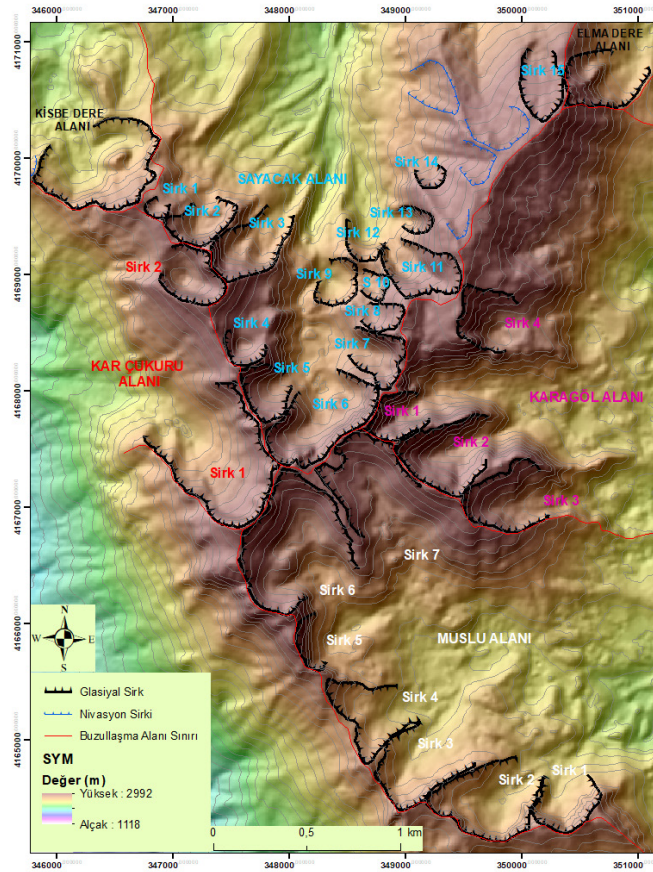 346000 347000 348000 349000 350000 351000
4171000
ELMA DERE
ALANI
Sirk 15
KİSBE DERE
ALANI
Sirk 14
4170000
SAYACAK ALANI
Sirk 1
Sirk 2
Sirk 13
Sirk 3
Sirk 12
Sirk 2
Sirk 11
Sirk 9
4169000
S 10
Sirk 8
Sirk 4
Sirk 4
Sirk 7
KAR ÇUKURU
ALANI
Sirk 5
4168000
KARAGÖL ALANI
Sirk 6
Sirk 1
Sirk 2
Sirk 1
Sirk 3
4167000
Sirk 7
Sirk 6
N
W E
S
4166000
Sirk 5
MUSLU ALANI
Glasiyal Sirk
Sirk 4
Nivasyon Sirki
Buzullaşma Alanı Sınırı
4165000
Sirk 3
SYM
Değer (m)
Sirk 2
Sirk 1
Yüksek : 2992
Alçak : 1118
0 0,5 1 km
346000 347000 348000 349000 350000 351000